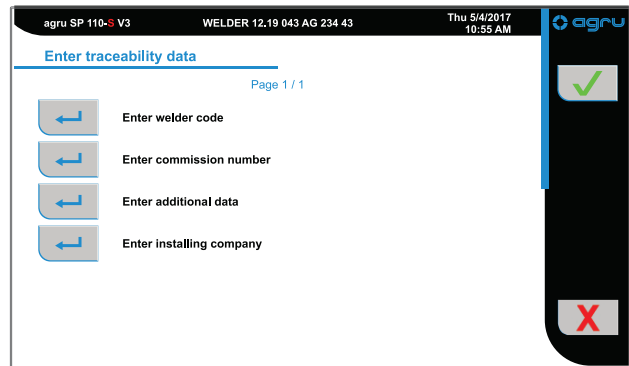 agru SP 110-S V3 WELDER 12.19 043 AG 234 43 Thu 5/4/2017
10:55 AM
agru
Enter traceability data
Page 1 / 1
Enter welder code
Enter commission number
Enter additional data
Enter installing company
X